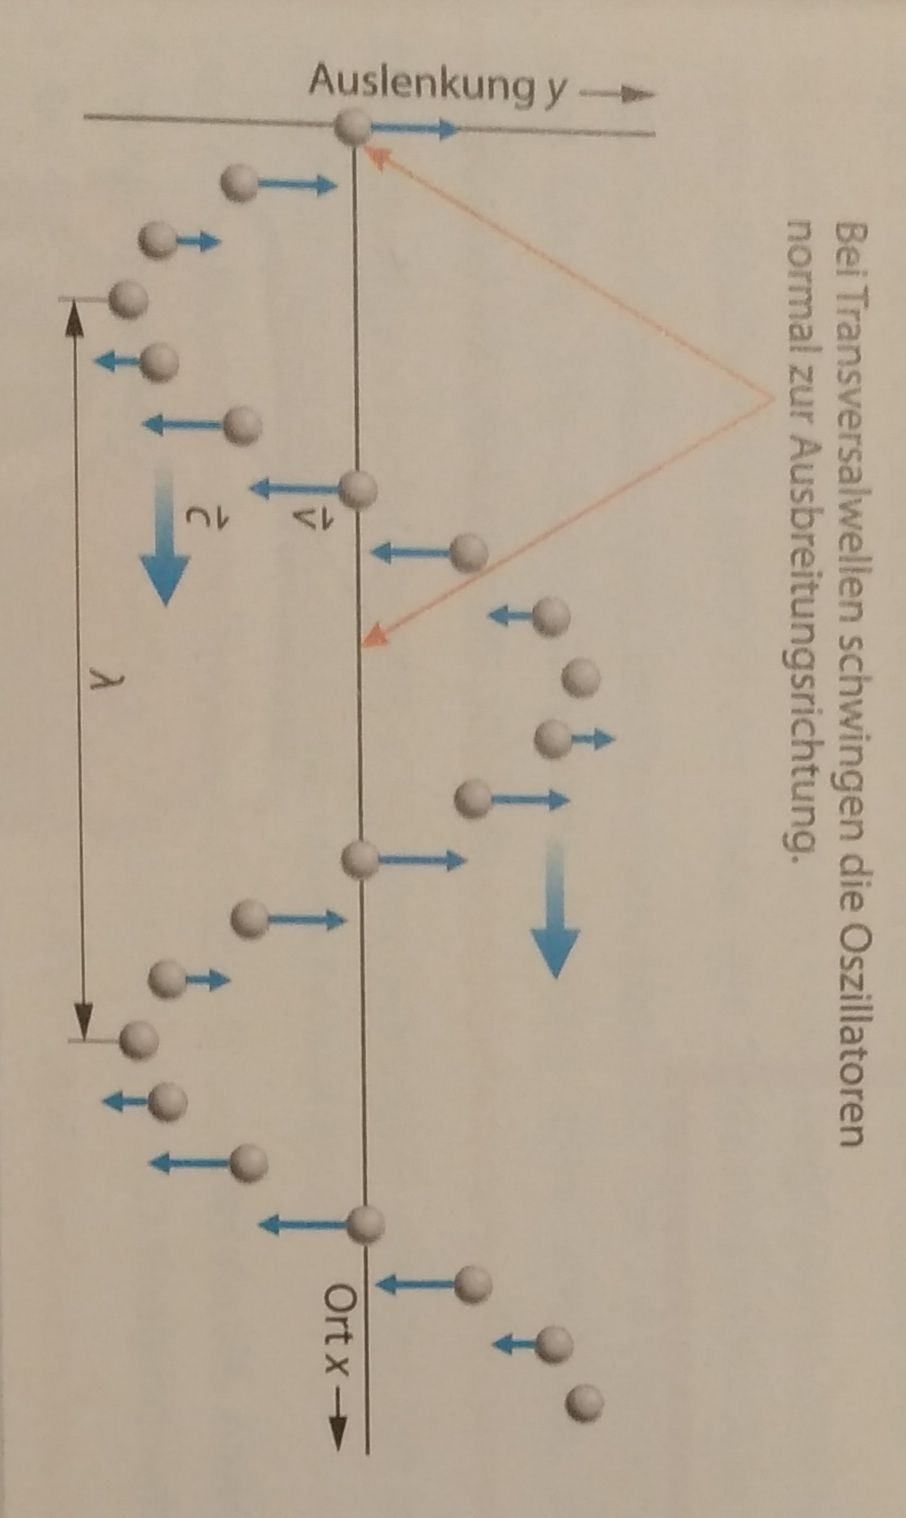 Bei Transversalwellen schwingen die Oszillatoren
normal zur Ausbreitungsrichtung.
Auslenkung y
v
c
λ
Ort x